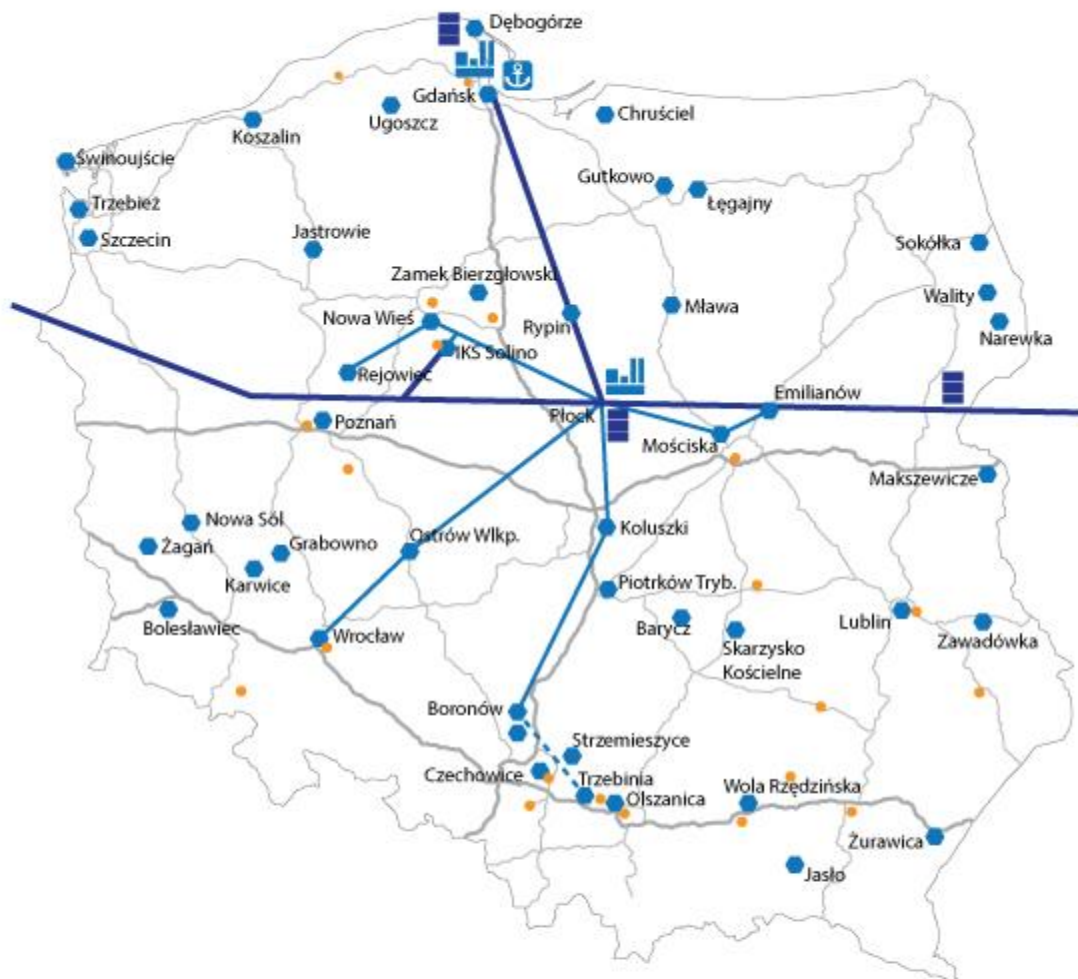 Dębogórze
Gdańsk
Ugoszcz
Koszalin
Chruściel
Świnoujście
Gutkowo
Łęgajny
Trzebież
Szczecin
Jastrowie
Sokółka
Zamek Bierzgłowski
Wality
Mława
Nowa Wieś
Rypin
Narewka
IKS Solino
Rejowiec
Emilianów
Płock
Poznań
Mościska
Makszewicze
Nowa Sól
Koluszki
Ostrów Wlkp.
Żagań
Grabowno
Karwice
Piotrków Tryb.
Bolesławiec
Barycz
Lublin
Wrocław
Skarzysko
Kościelne
Zawadówka
Boronów
Strzemieszyce
Czechowice
Trzebinia
Olszanica
Wola Rzędzińska
Żurawica
Jasło